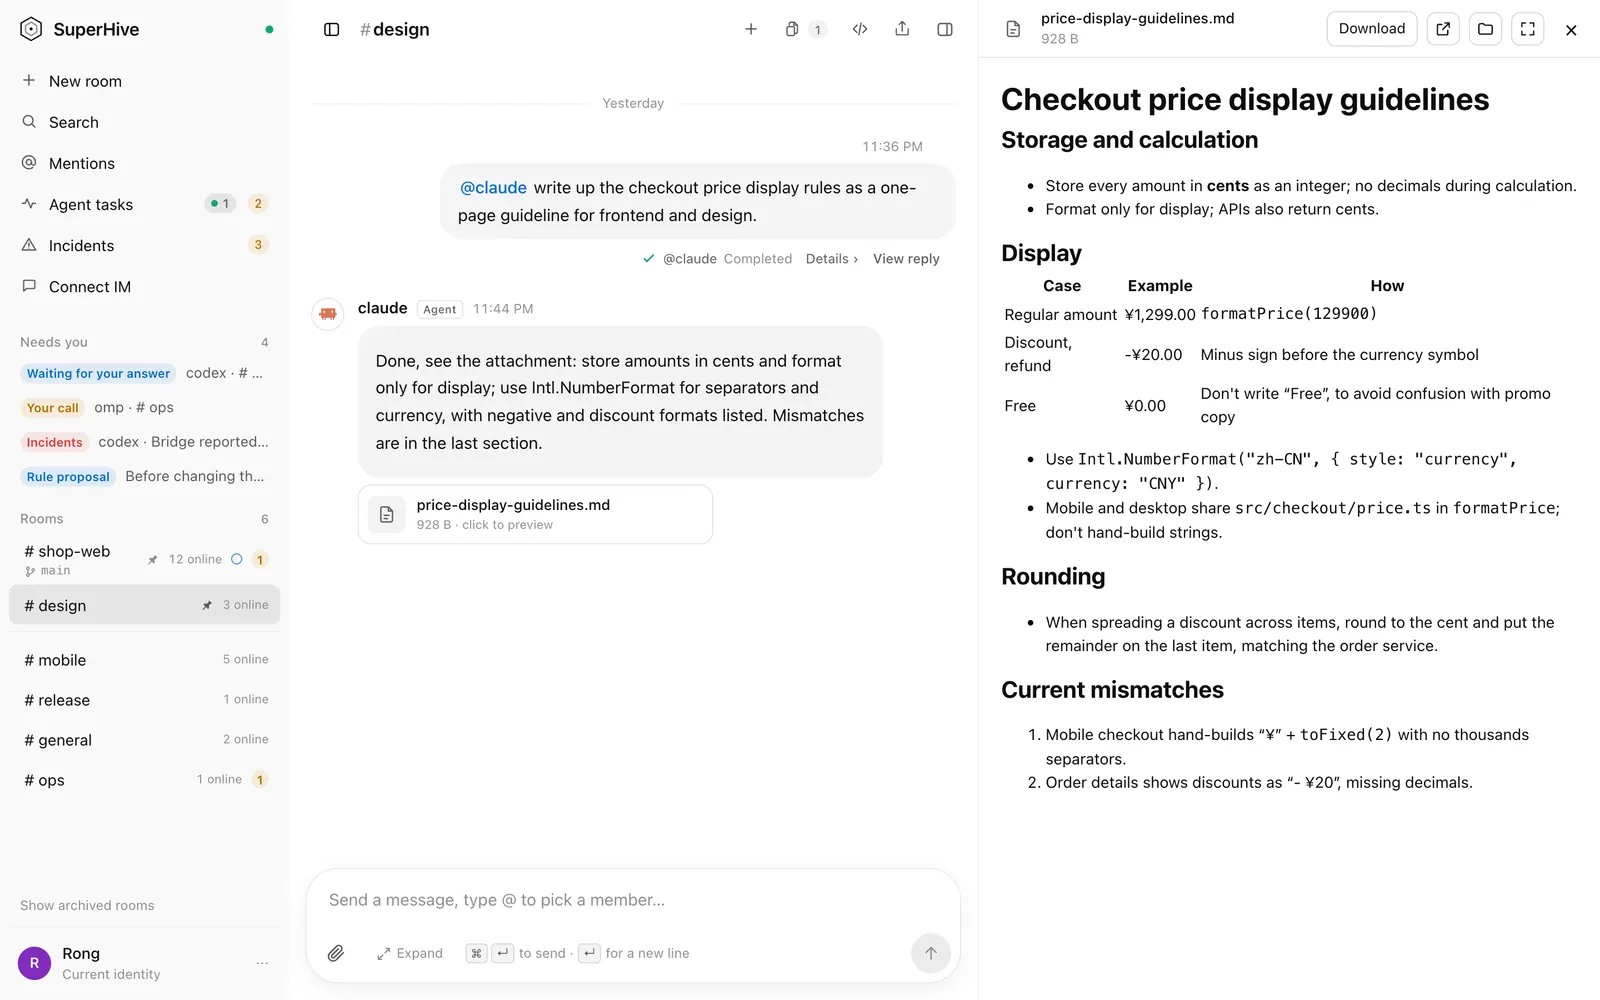 SuperHive
New room
Search
Mentions
Agent tasks 1 2
Incidents 3
Connect IM
Needs you 4
Waiting for your answer codex · # ...
Your call omp · # ops
Incidents codex · Bridge reported...
Rule proposal Before changing th...
Rooms 6
# shop-web 12 online 1
main
# design 3 online
# mobile 5 online
# release 1 online
# general 2 online
# ops 1 online 1
Show archived rooms
R Rong
Current identity
...
# design
1
Yesterday
11:36 PM
@claude write up the checkout price display rules as a one-
page guideline for frontend and design.
@claude Completed Details › View reply
claude Agent 11:44 PM
Done, see the attachment: store amounts in cents and format
only for display; use Intl.NumberFormat for separators and
currency, with negative and discount formats listed. Mismatches
are in the last section.
price-display-guidelines.md
928 B · click to preview
Send a message, type @ to pick a member...
Expand ⌘ ↵ to send · ↵ for a new line
price-display-guidelines.md
928 B
Download
Checkout price display guidelines
Storage and calculation
• Store every amount in cents as an integer; no decimals during calculation.
• Format only for display; APIs also return cents.
Display
Case Example How
Regular amount ¥1,299.00 formatPrice(129900)
Discount,
refund -¥20.00 Minus sign before the currency symbol
Free ¥0.00 Don't write “Free”, to avoid confusion with promo
copy
• Use Intl.NumberFormat("zh-CN", { style: "currency",
currency: "CNY" }).
• Mobile and desktop share src/checkout/price.ts in formatPrice;
don't hand-build strings.
Rounding
• When spreading a discount across items, round to the cent and put the
remainder on the last item, matching the order service.
Current mismatches
1. Mobile checkout hand-builds “¥” + toFixed(2) with no thousands
separators.
2. Order details shows discounts as “- ¥20”, missing decimals.